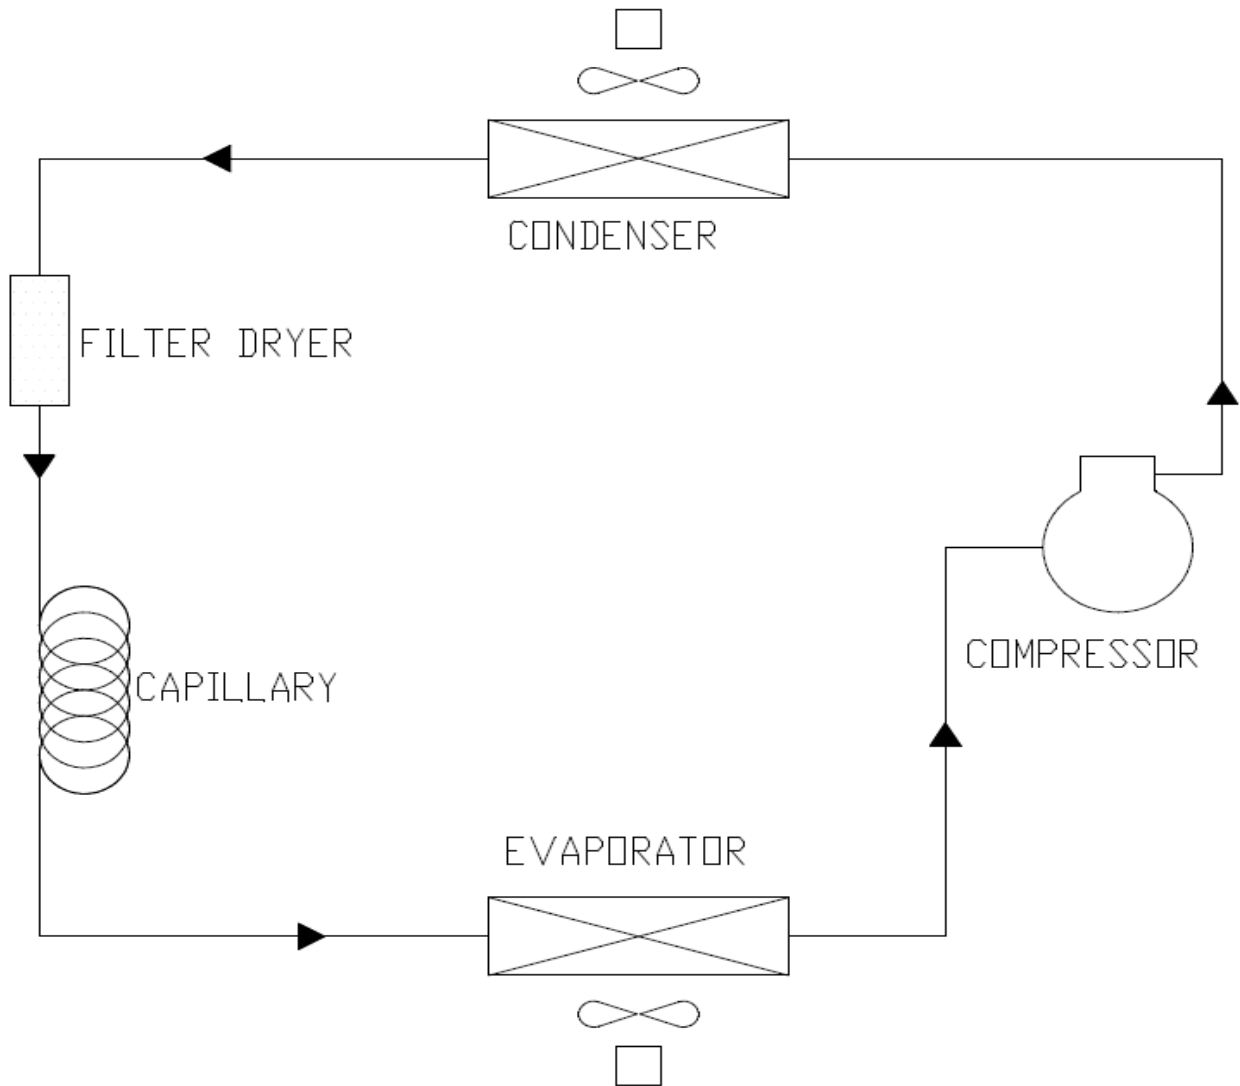 CONDENSER
FILTER DRYER
COMPRESSOR
CAPILLARY
EVAPORATOR